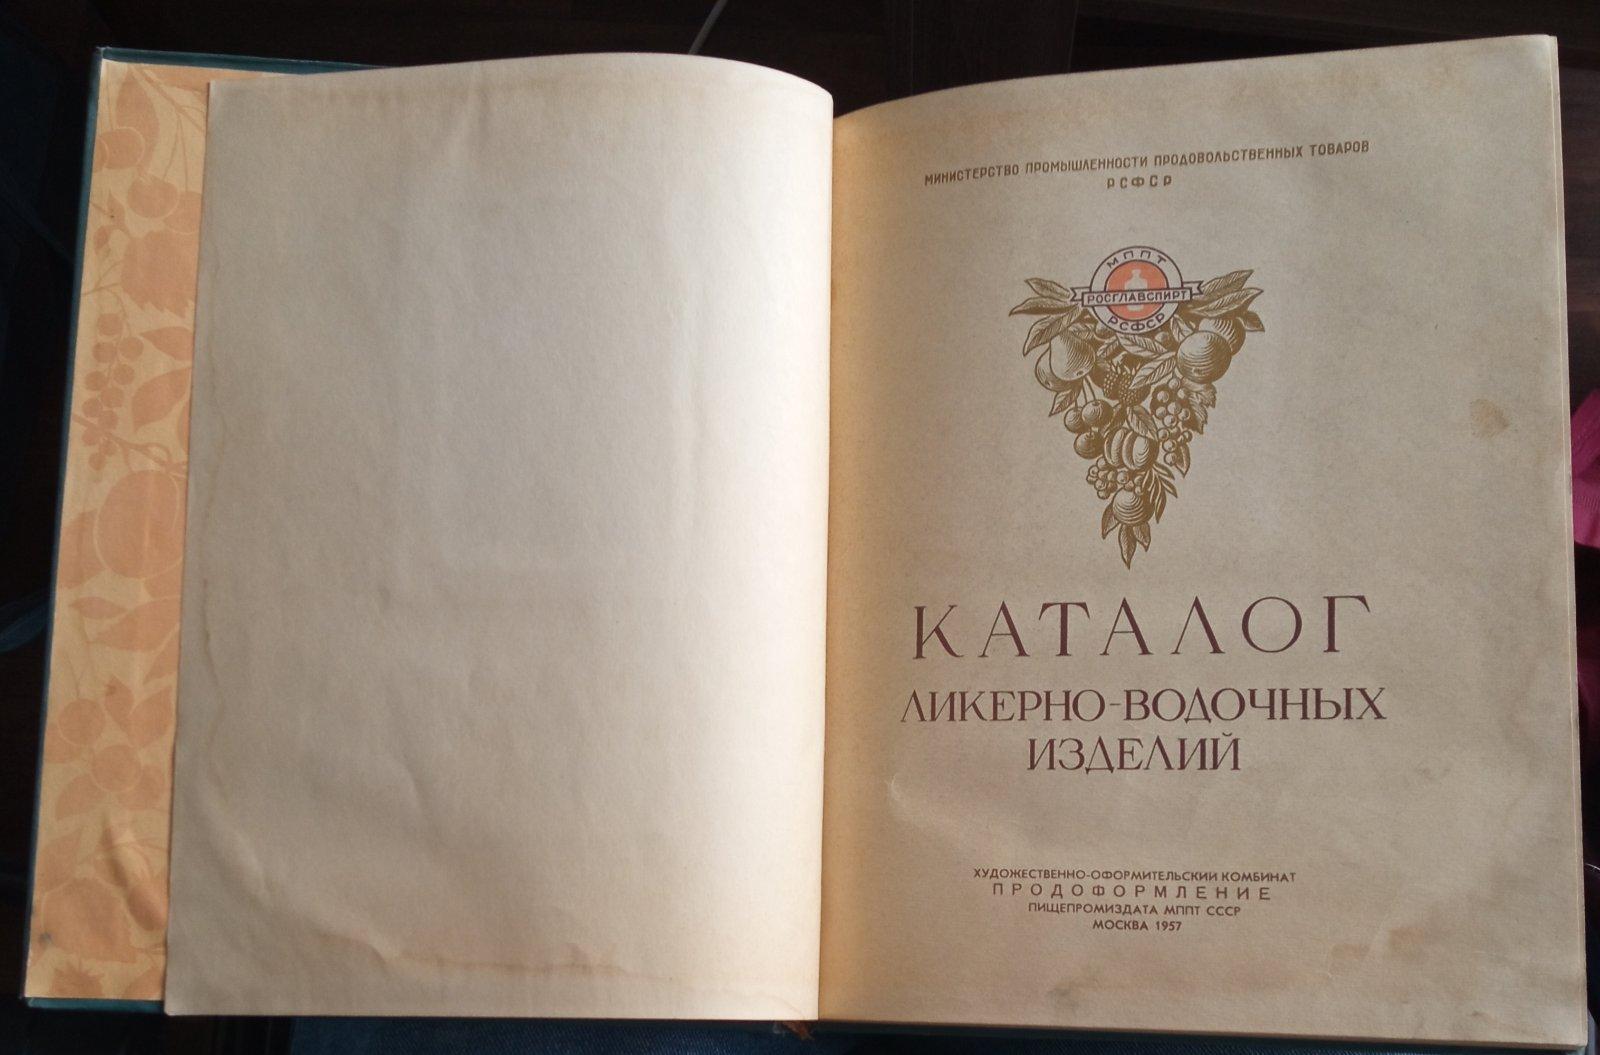 МИНИСТЕРСТВО ПРОМЫШЛЕННОСТИ ПРОДОВОЛЬСТВЕННЫХ ТОВАРОВ
РСФСР
МППТ
РОСГЛАВСПИРТ
РСФСР
КАТАЛОГ
ЛИКЕРНО-ВОДОЧНЫХ
ИЗДЕЛИЙ
ХУДОЖЕСТВЕННО-ОФОРМИТЕЛЬСКИЙ КОМБИНАТ
ПРОДОФОРМЛЕНИЕ
ПИЩЕПРОМИЗДАТА МППТ СССР
МОСКВА 1957